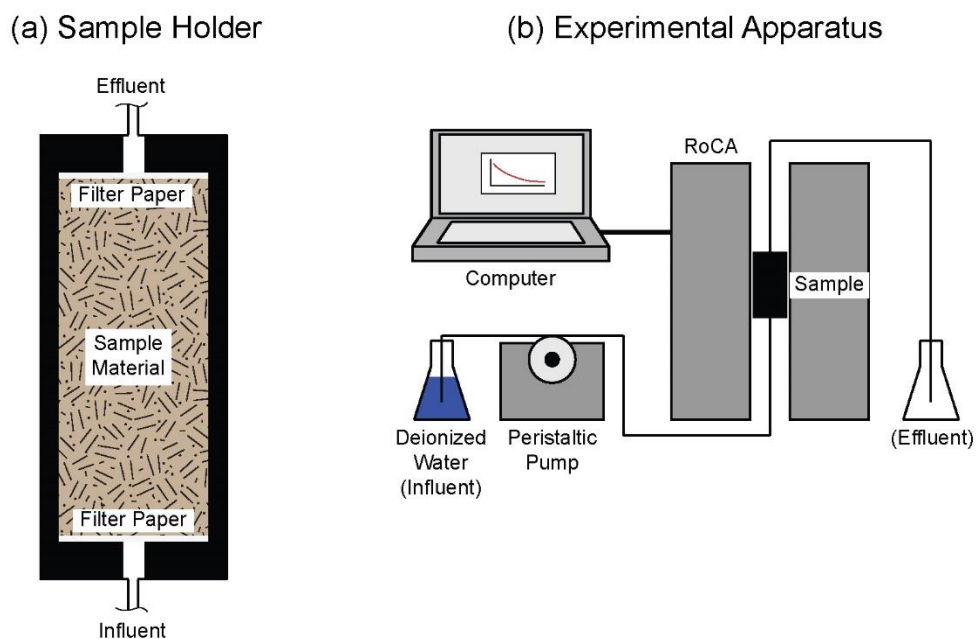 (a) Sample Holder
Effluent
Filter Paper
Sample
Material
Filter Paper
Influent
(b) Experimental Apparatus
RoCA
Computer
Sample
Deionized
Water
(Influent)
Peristaltic
Pump
(Effluent)